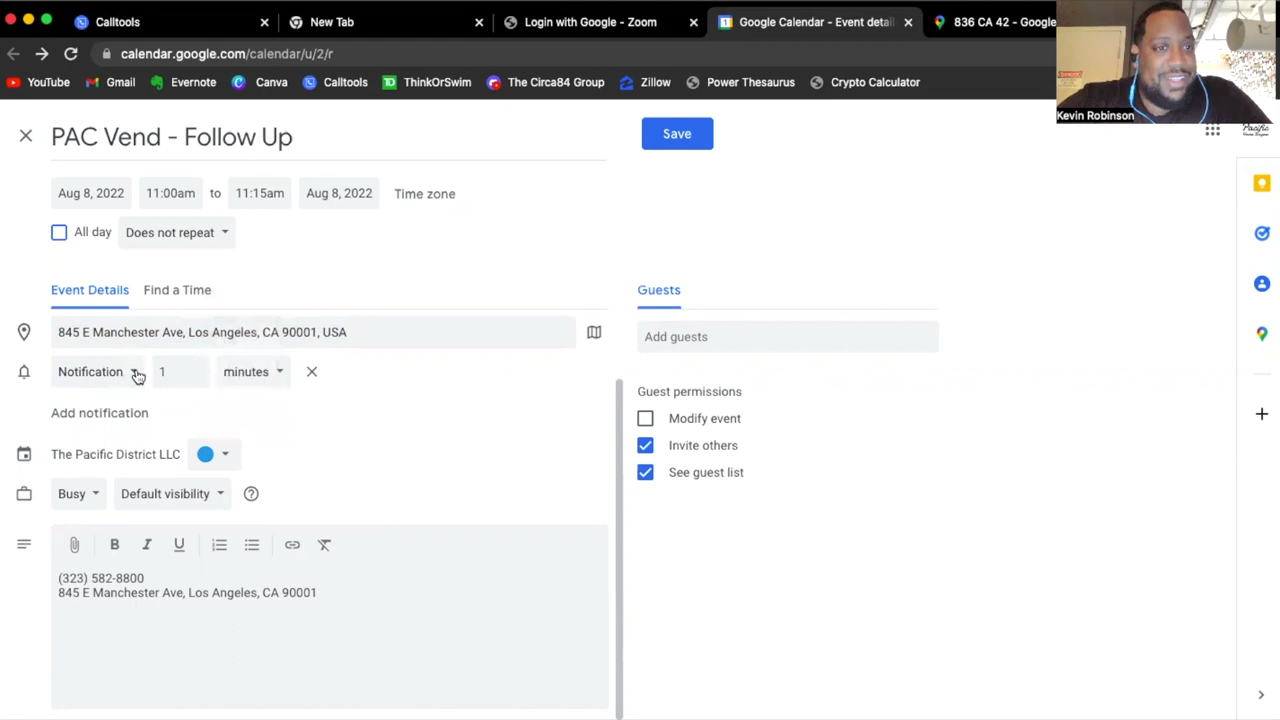 Calltools
New Tab
Login with Google - Zoom
Google Calendar - Event detai
836 CA 42 - Google
calendar.google.com/calendar/u/2/r
YouTube
Gmail
Evernote
Canva
Calltools
ThinkOrSwim
The Circa84 Group
Zillow
Power Thesaurus
Crypto Calculator
Kevin Robinson
PAC Vend - Follow Up
Save
Pacific
Aug 8, 2022 11:00am to 11:15am Aug 8, 2022 Time zone
All day Does not repeat
Event Details Find a Time
Guests
845 E Manchester Ave, Los Angeles, CA 90001, USA
Add guests
Notification 1 minutes
Guest permissions
Add notification
Modify event
Invite others
See guest list
The Pacific District LLC
Busy Default visibility
B I U
(323) 582-8800
845 E Manchester Ave, Los Angeles, CA 90001